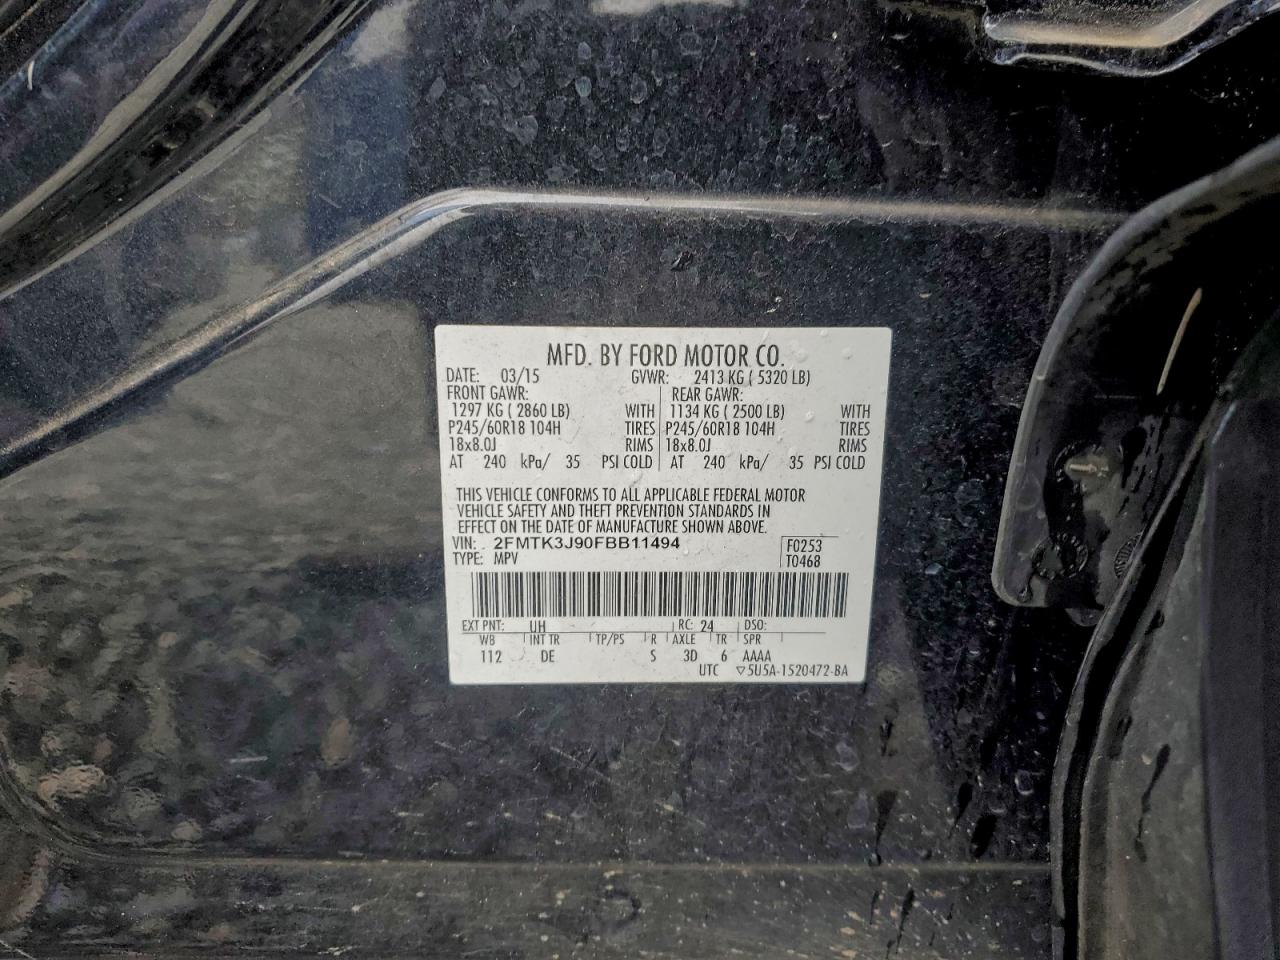 MFD. BY FORD MOTOR CO.
DATE: 03/15 GVWR: 2413 KG ( 5320 LB)
FRONT GAWR: REAR GAWR:
1297 KG ( 2860 LB) WITH 1134 KG ( 2500 LB) WITH
P245/60R18 104H TIRES P245/60R18 104H TIRES
18x8.0J RIMS 18x8.0J RIMS
AT 240 kPa/ 35 PSI COLD AT 240 kPa/ 35 PSI COLD
THIS VEHICLE CONFORMS TO ALL APPLICABLE FEDERAL MOTOR
VEHICLE SAFETY AND THEFT PREVENTION STANDARDS IN
EFFECT ON THE DATE OF MANUFACTURE SHOWN ABOVE.
VIN: 2FMTK3J90FBB11494 F0253
TYPE: MPV T0468
EXT PNT: UH RC: 24 DSO:
WB INT TR TP/PS R AXLE TR SPR
112 DE S 3D 6 AAAA
UTC ▽5U5A-1520472-BA